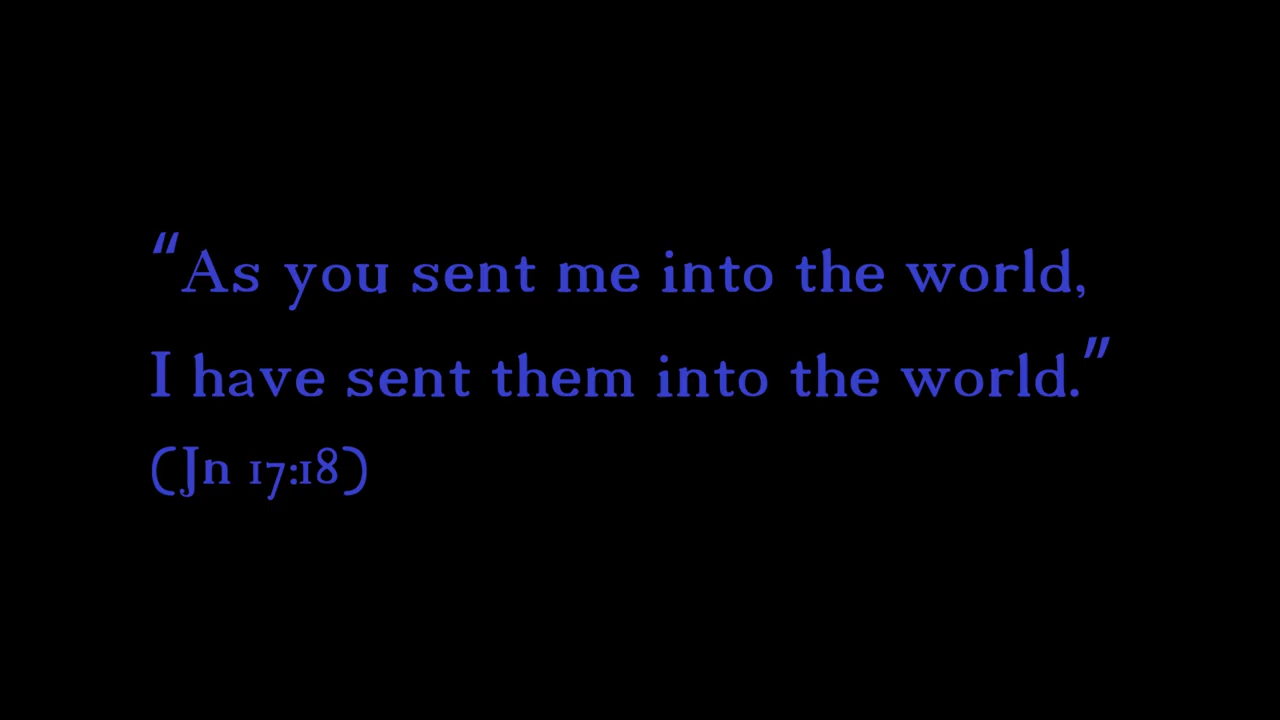 “As you sent me into the world,
I have sent them into the world.”
(Jn 17:18)